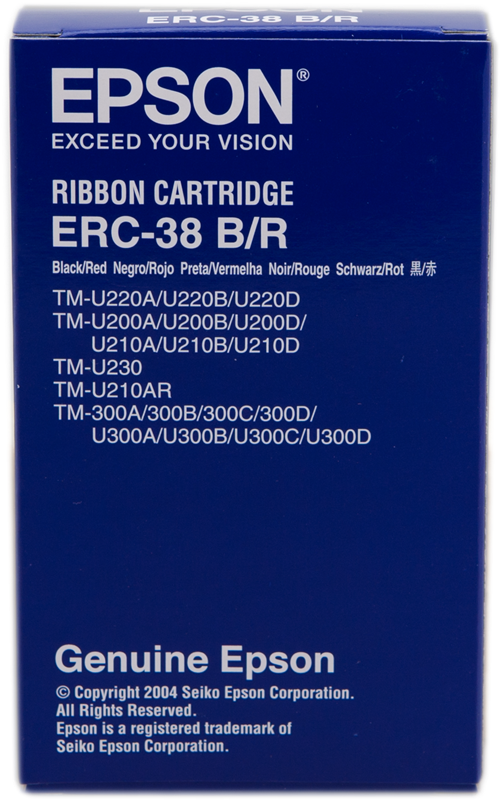 ERC-38 B/R
EPSON®
EXCEED YOUR VISION
RIBBON CARTRIDGE
ERC-38 B/R
Black/Red Negro/Rojo Preta/Vermelha Noir/Rouge Schwarz/Rot 黒/赤
TM-U220A/U220B/U220D
TM-U200A/U200B/U200D/
U210A/U210B/U210D
TM-U230
TM-U210AR
TM-300A/300B/300C/300D/
U300A/U300B/U300C/U300D
Genuine Epson
© Copyright 2004 Seiko Epson Corporation.
All Rights Reserved.
Epson is a registered trademark of
Seiko Epson Corporation.